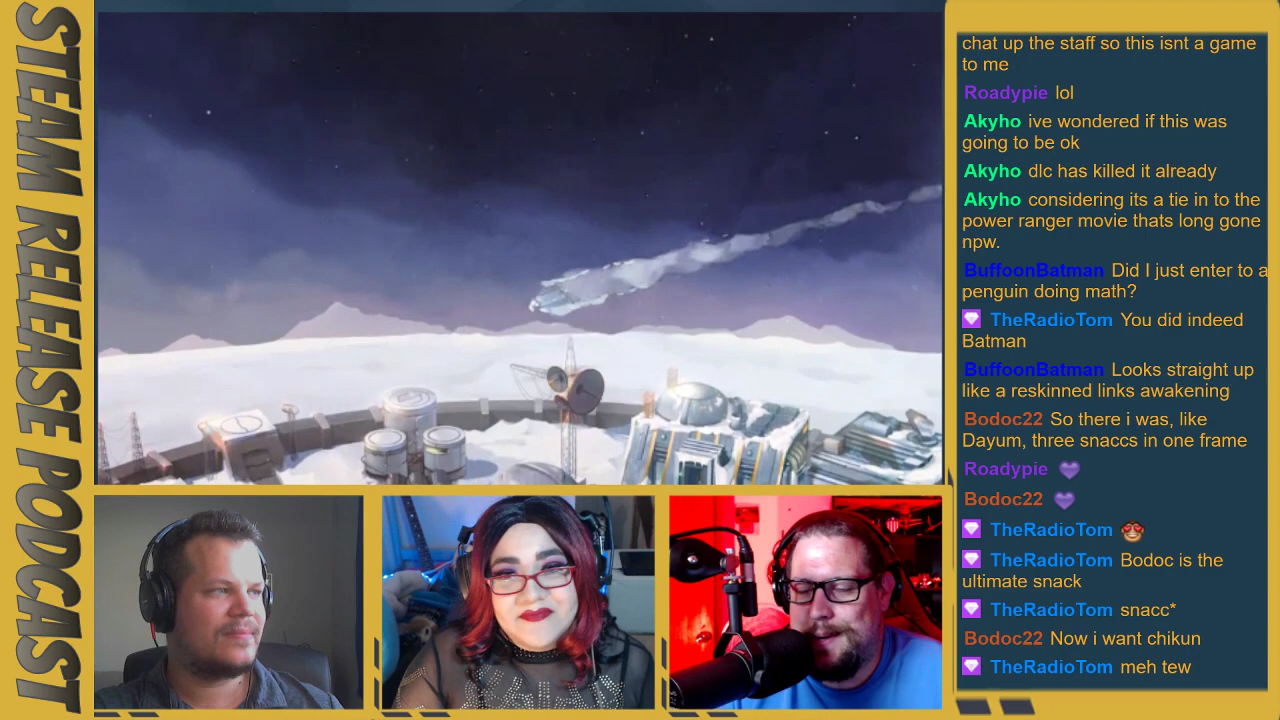 STEAM RELEASE PODCAST
chat up the staff so this isnt a game
to me
Roadypie lol
Akyho ive wondered if this was
going to be ok
Akyho dlc has killed it already
Akyho considering its a tie in to the
power ranger movie thats long gone
npw.
BuffoonBatman Did I just enter to a
penguin doing math?
TheRadioTom You did indeed
Batman
BuffoonBatman Looks straight up
like a reskinned links awakening
Bodoc22 So there i was, like
Dayum, three snaccs in one frame
Roadypie
Bodoc22
TheRadioTom
TheRadioTom Bodoc is the
ultimate snack
TheRadioTom snacc*
Bodoc22 Now i want chikun
TheRadioTom meh tew